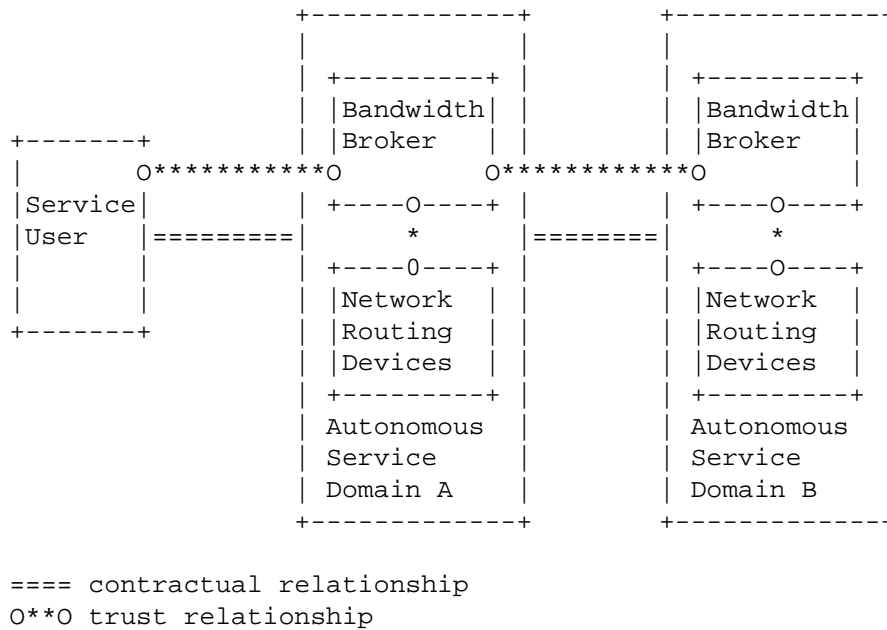 Service
User
Bandwidth
Broker
Network
Routing
Devices
Autonomous
Service
Domain A
Bandwidth
Broker
Network
Routing
Devices
Autonomous
Service
Domain B
==== contractual relationship
O**O trust relationship